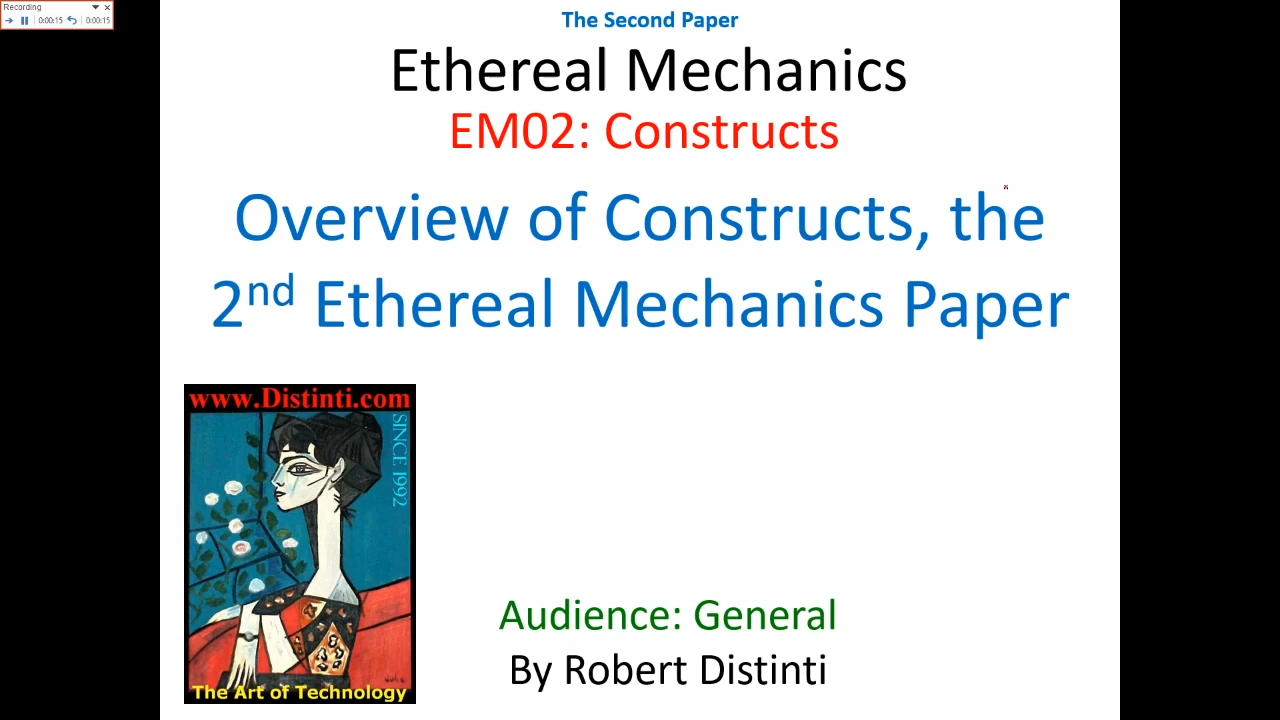 Recording
0:00:15 0:00:15
The Second Paper
Ethereal Mechanics
EM02: Constructs
Overview of Constructs, the
2nd Ethereal Mechanics Paper
www.Distinti.com
SINCE 1992
The Art of Technology
Audience: General
By Robert Distinti